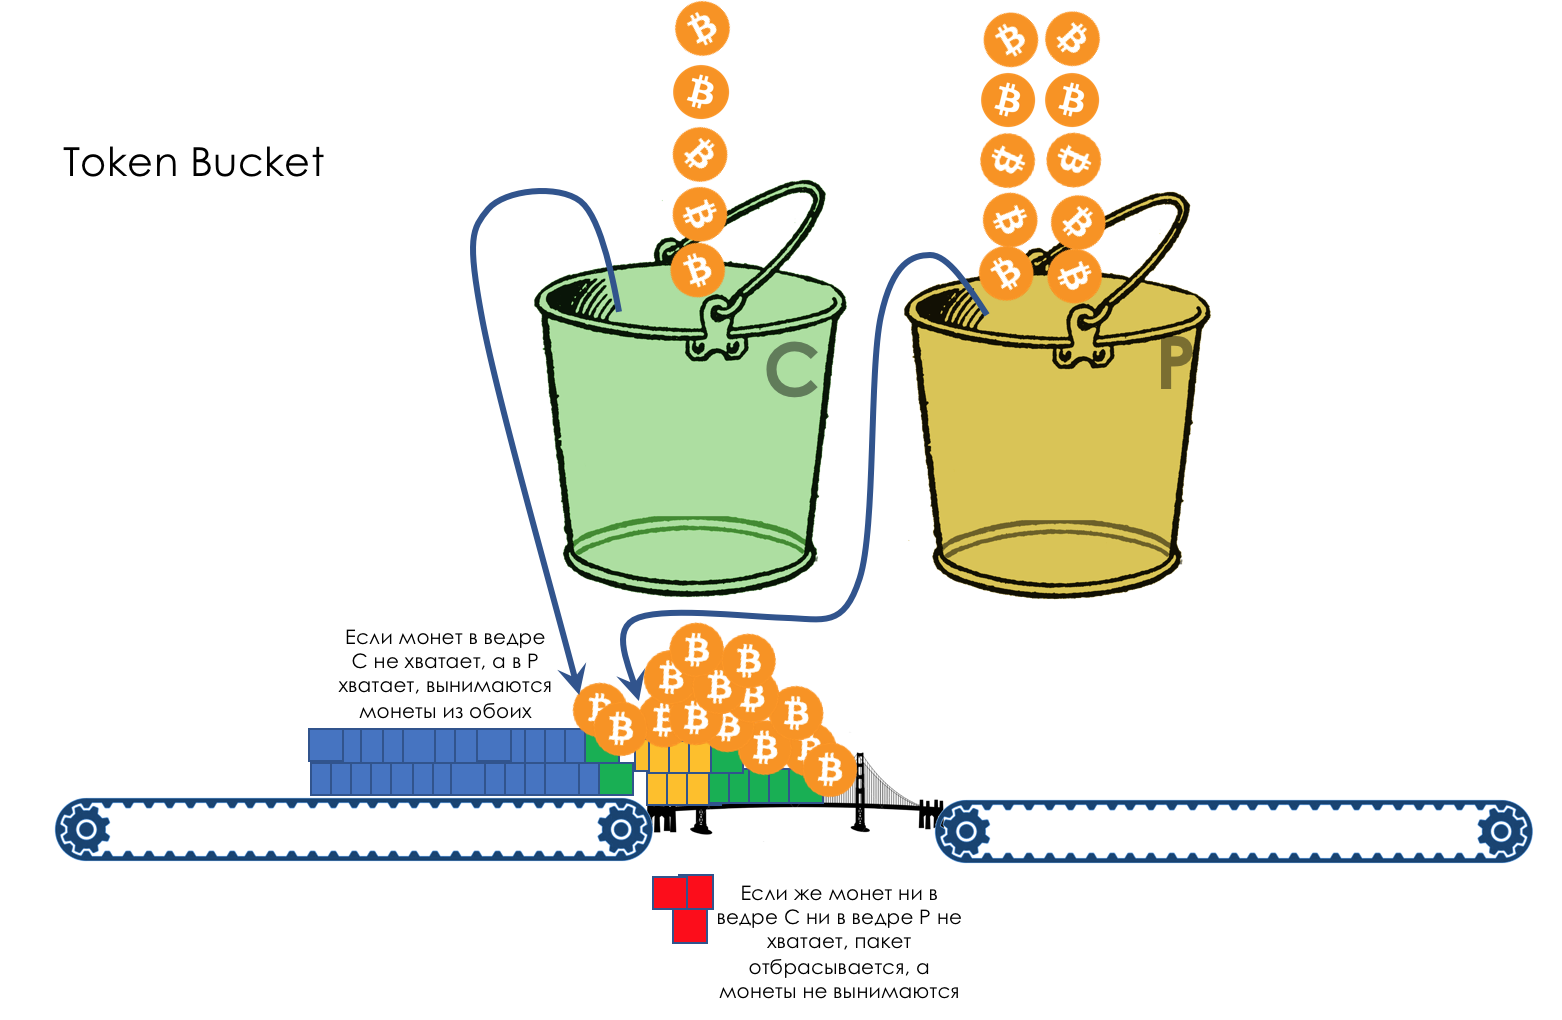 Token Bucket
C
P
Если монет в ведре
С не хватает, а в Р
хватает, вынимаются
монеты из обоих
Если же монет ни в
ведре С ни в ведре Р не
хватает, пакет
отбрасывается, а
монеты не вынимаются